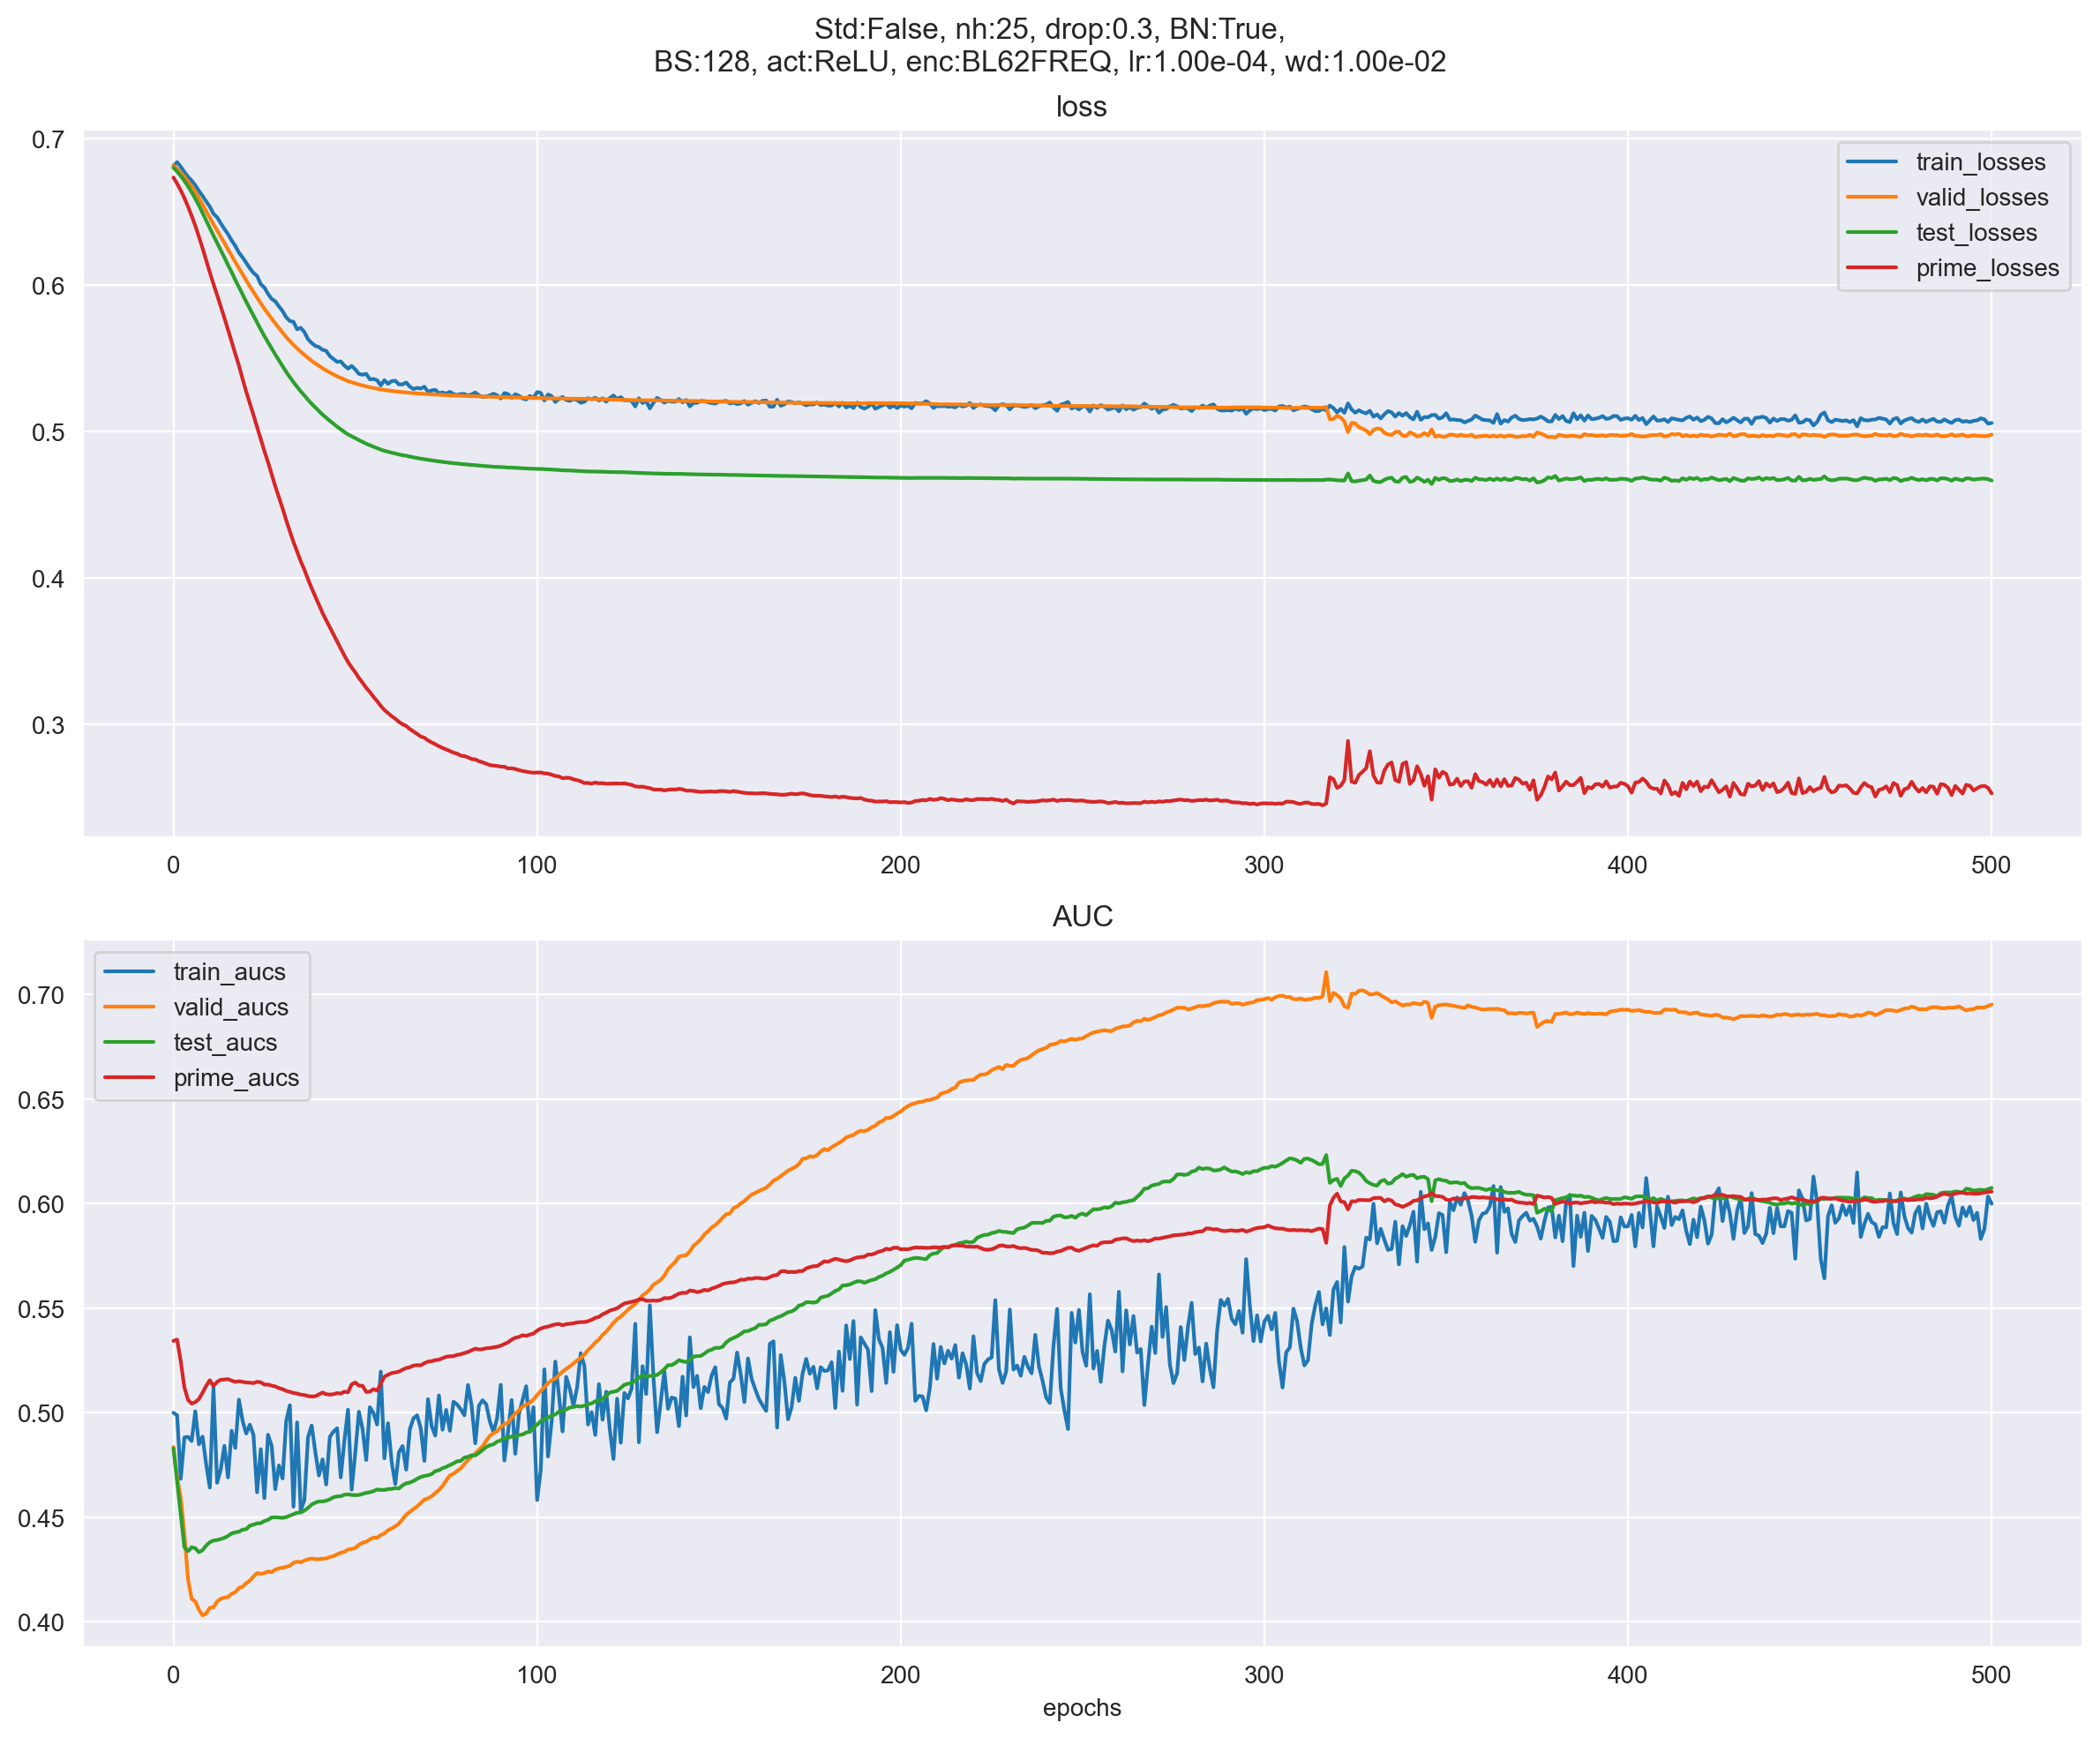 Std:False, nh:25, drop:0.3, BN:True,
BS:128, act:ReLU, enc:BL62FREQ, lr:1.00e-04, wd:1.00e-02
loss
0.7
0.6
0.5
0.4
0.3
train_losses
valid_losses
test_losses
prime_losses
0
100
200
300
400
500
AUC
0.70
0.65
0.60
0.55
0.50
0.45
0.40
train_aucs
valid_aucs
test_aucs
prime_aucs
0
100
200
300
400
500
epochs